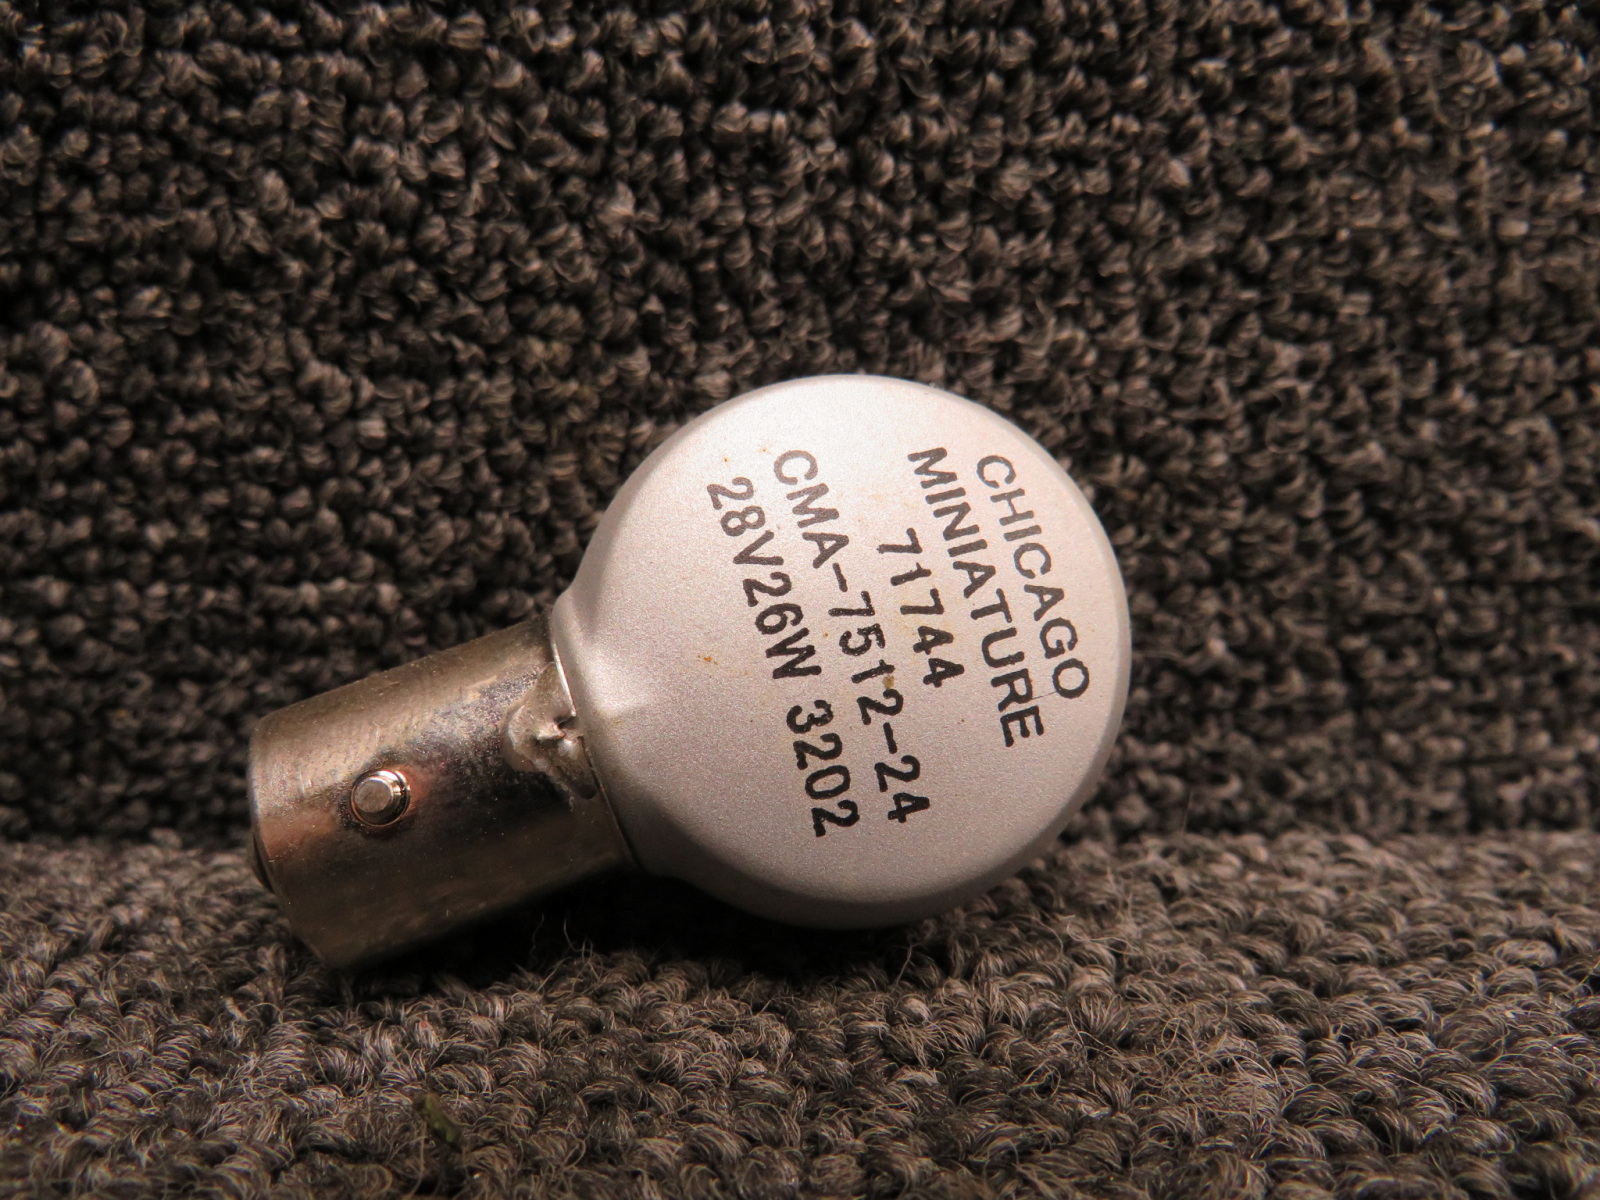 CHICAGO
MINIATURE
71744
CMA-7512-24
28V26W 3202